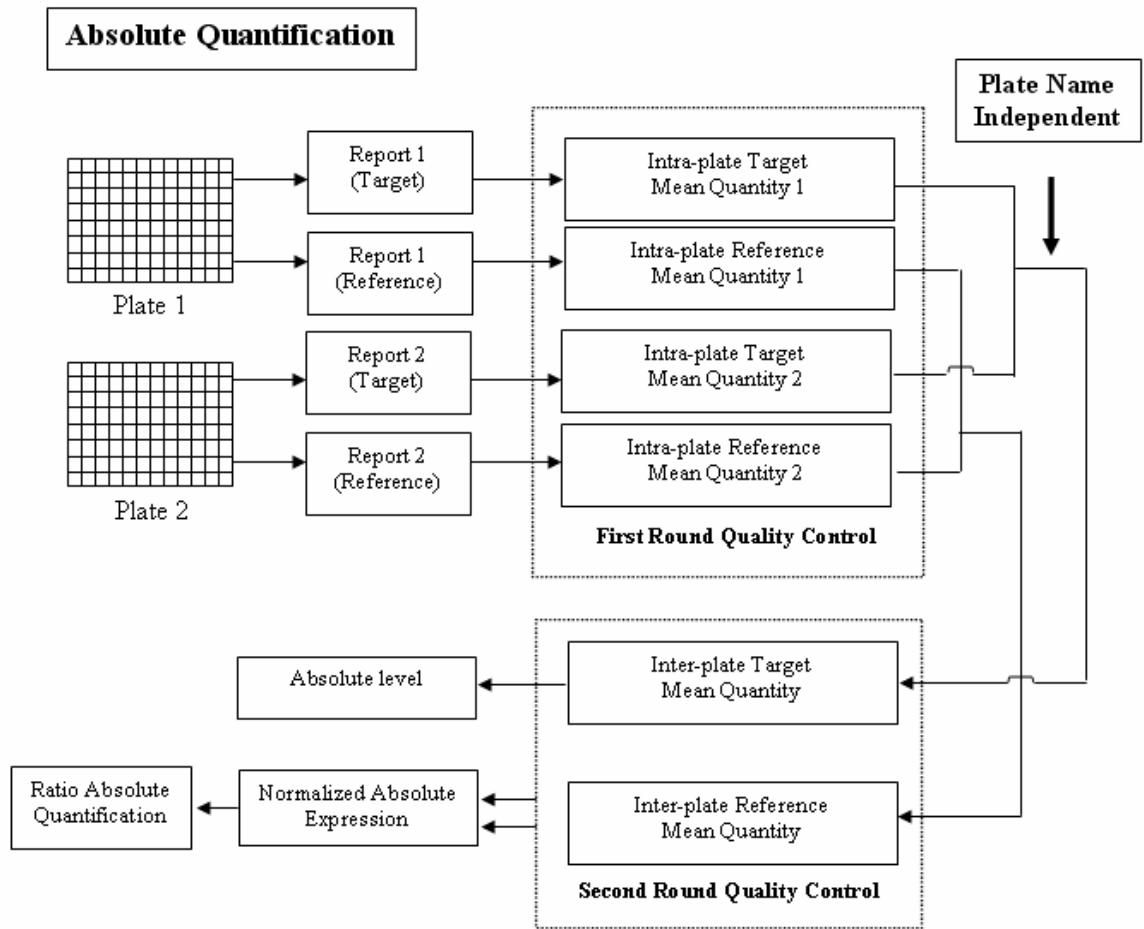 Absolute Quantification
Plate Name
Independent
Report 1
(Target)
Intra-plate Target
Mean Quantity 1
Report 1
(Reference)
Intra-plate Reference
Mean Quantity 1
Plate 1
Report 2
(Target)
Intra-plate Target
Mean Quantity 2
Report 2
(Reference)
Intra-plate Reference
Mean Quantity 2
Plate 2
First Round Quality Control
Absolute level
Inter-plate Target
Mean Quantity
Ratio Absolute
Quantification
Normalized Absolute
Expression
Inter-plate Reference
Mean Quantity
Second Round Quality Control